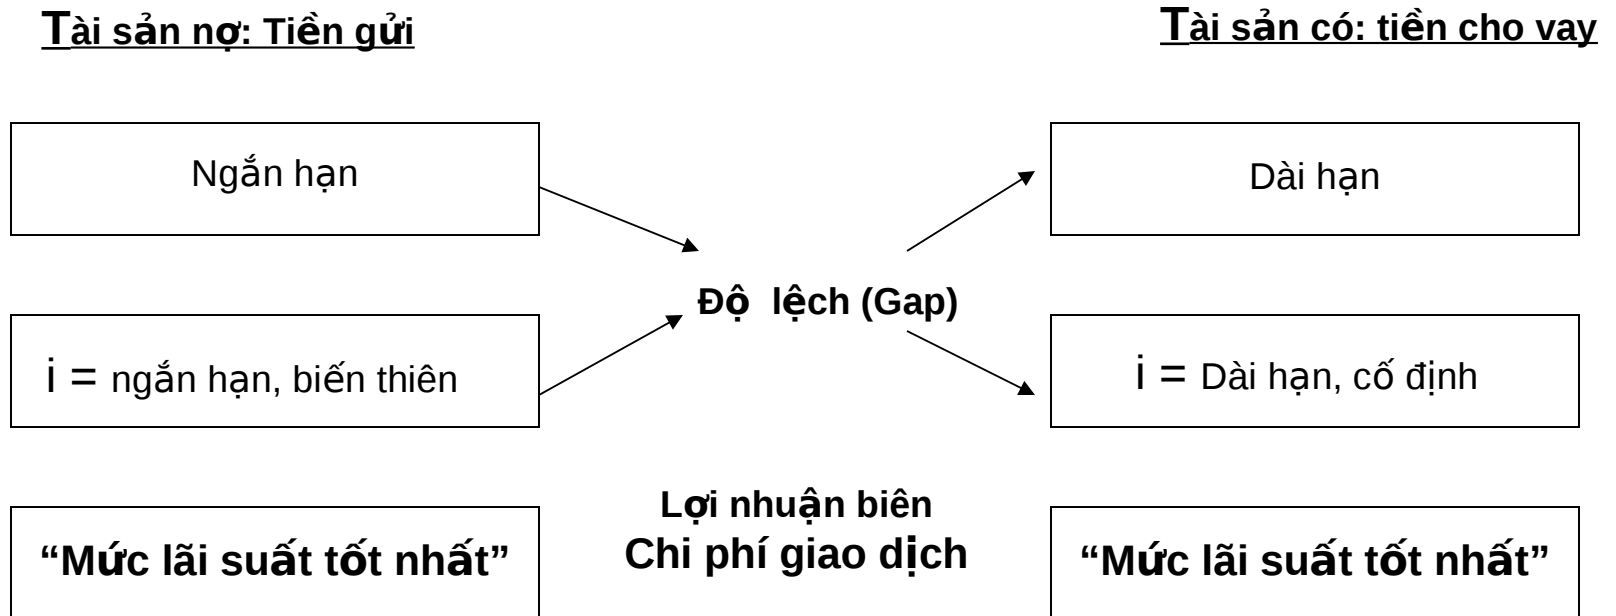 Tài sản nợ: Tiền gửi
Tài sản có: tiền cho vay
Ngắn hạn
Dài hạn
Độ lệch (Gap)
i = ngắn hạn, biến thiên
i = Dài hạn, cố định
Lợi nhuận biên
Chi phí giao dịch
“Mức lãi suất tốt nhất”
“Mức lãi suất tốt nhất”